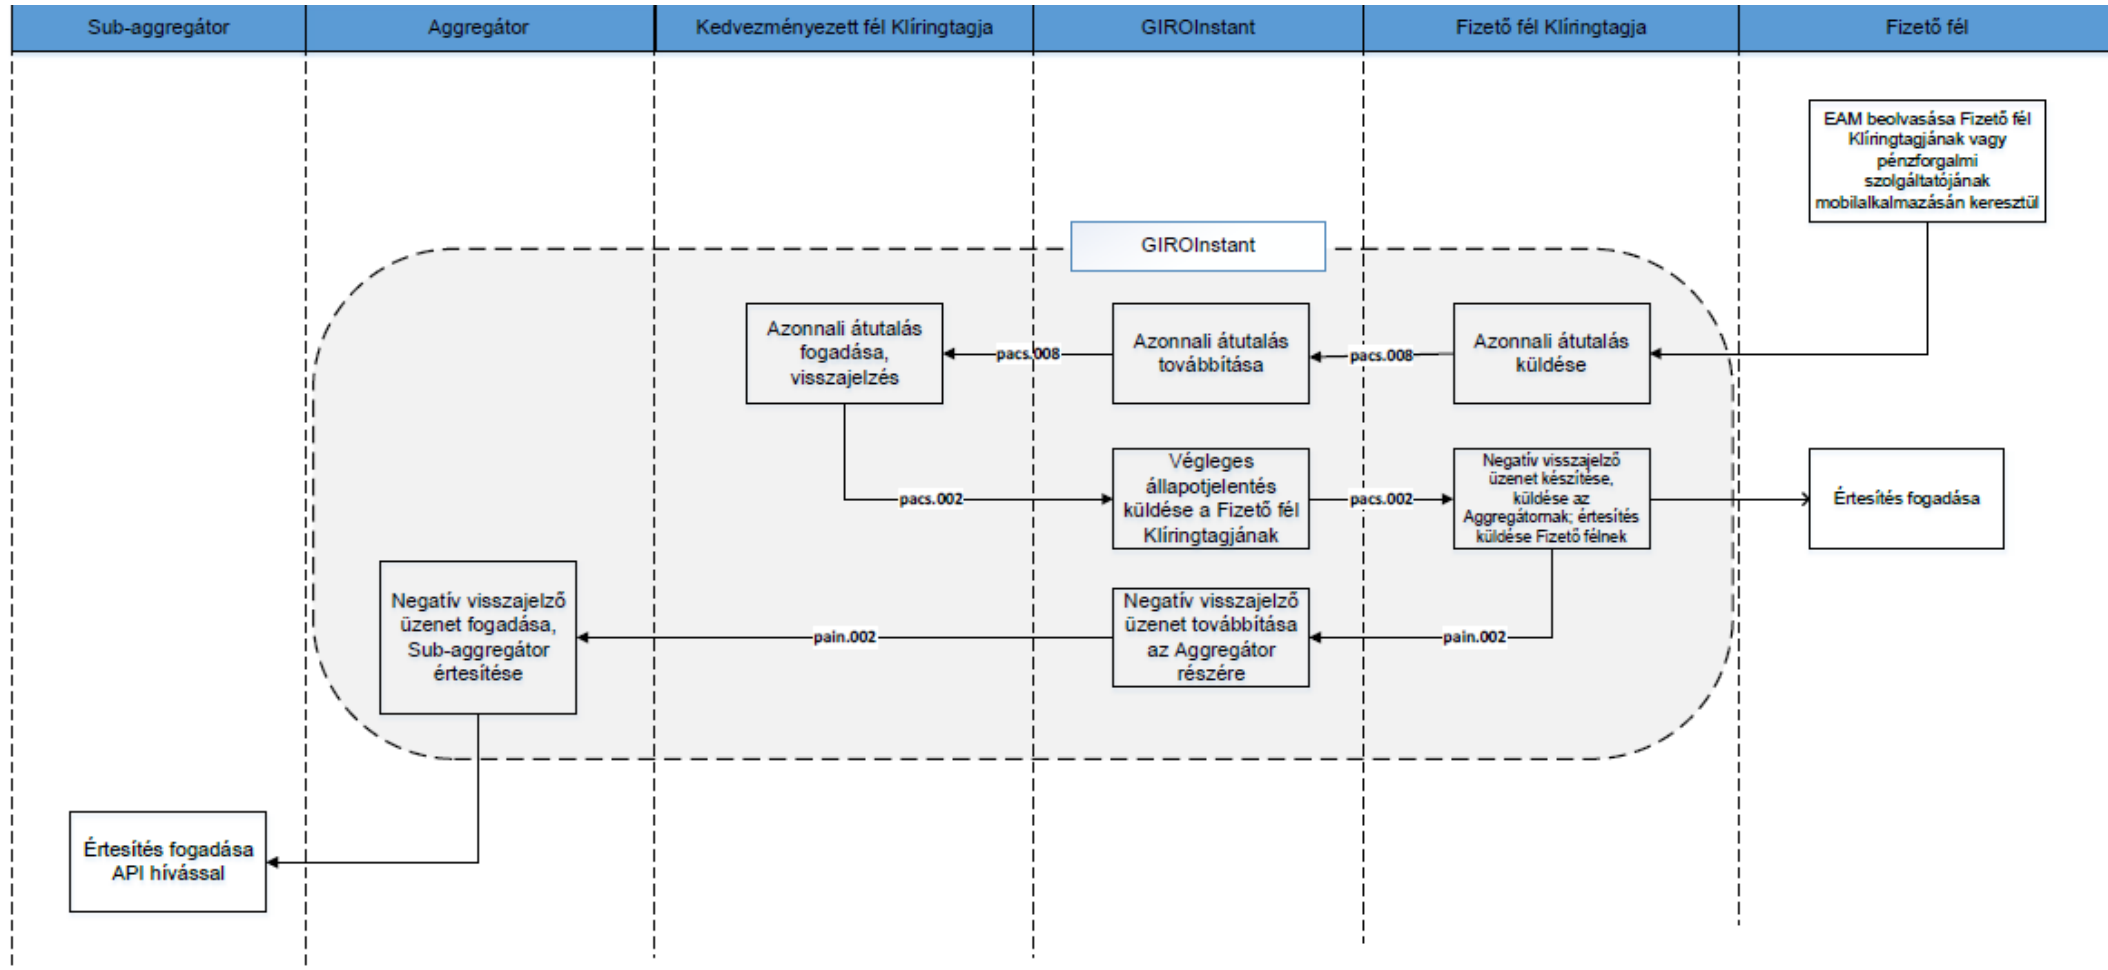 Sub-aggregátor
Aggregátor
Kedvezményezett fél Klíringtagja
GIROInstant
Fizető fél Klíringtagja
Fizető fél
EAM beolvasása Fizető fél
Klíringtagjának vagy
pénzforgalmi
szolgáltatójának
mobilalkalmazásán keresztül
GIROInstant
Azonnali átutalás
fogadása,
visszajelzés
pacs.008
Azonnali átutalás
továbbítása
pacs.008
Azonnali átutalás
küldése
pacs.002
Végleges
állapotjelentés
küldése a Fizető fél
Klíringtagjának
pacs.002
Negatív visszajelző
üzenet készítése,
küldése az
Aggregátornak; értesítés
küldése Fizető félnek
Értesítés fogadása
Negatív visszajelző
üzenet fogadása,
Sub-aggregátor
értesítése
pain.002
Negatív visszajelző
üzenet továbbítása
az Aggregátor
részére
pain.002
Értesítés fogadása
API hívással